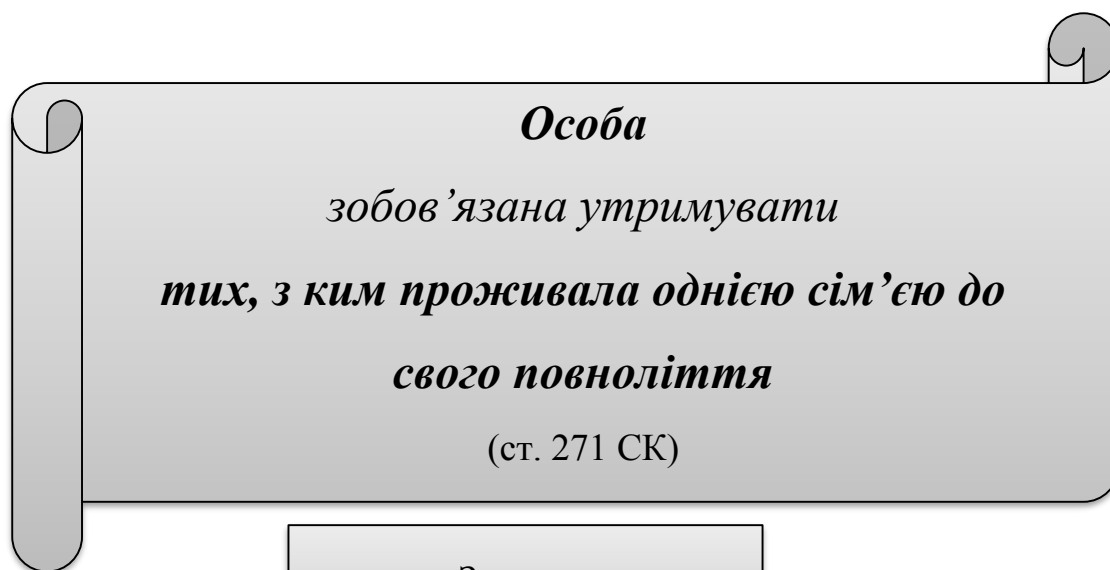 Особа
зобов’язана утримувати
тих, з ким проживала однією сім’єю до
свого повноліття
(ст. 271 СК)